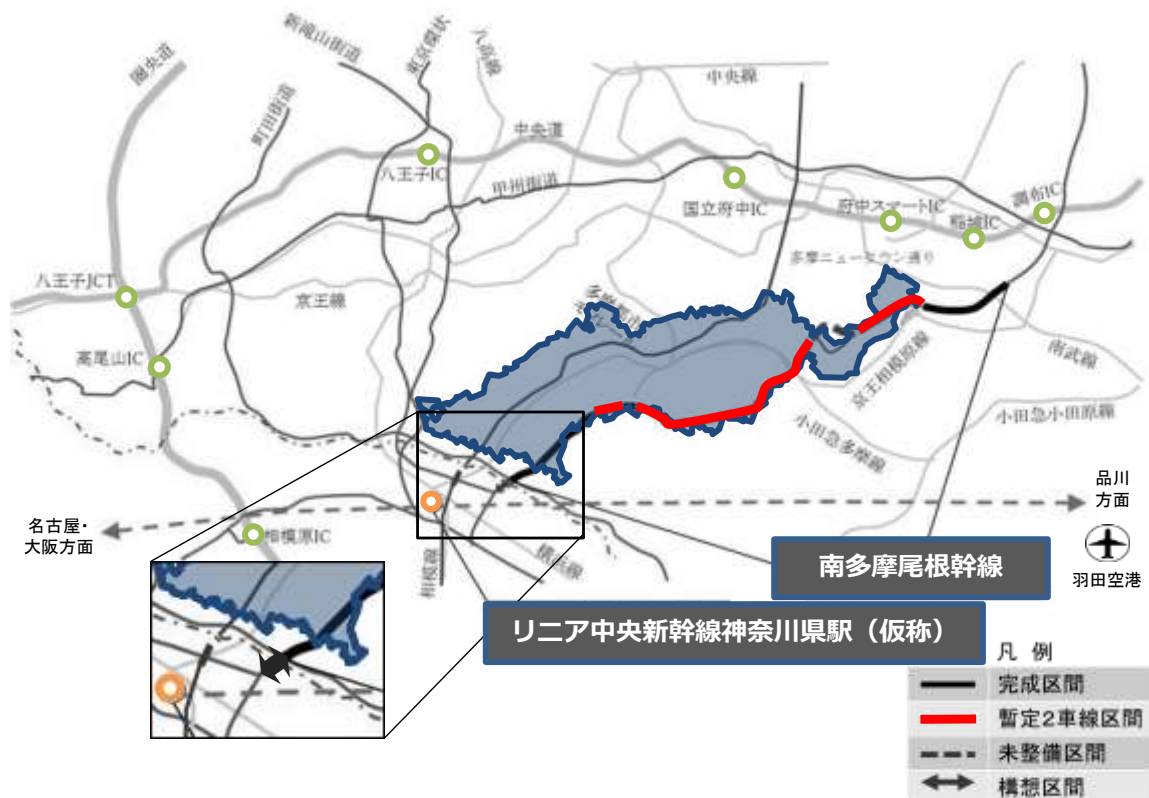 新滝山街道
東京環状
八高線
圏央道
町田街道
中央線
中央道
八王子IC
甲州街道
国立府中IC
府中スマートIC
稲城IC
調布IC
多摩ニュータウン通り
八王子JCT
京王線
高尾山IC
京王相模原線
南武線
小田急小田原線
小田急多摩線
品川
方面
名古屋・
大阪方面
相模原IC
相模線
横浜線
羽田空港
南多摩尾根幹線
リニア中央新幹線神奈川県駅（仮称）
凡 例
完成区間
暫定2車線区間
未整備区間
構想区間